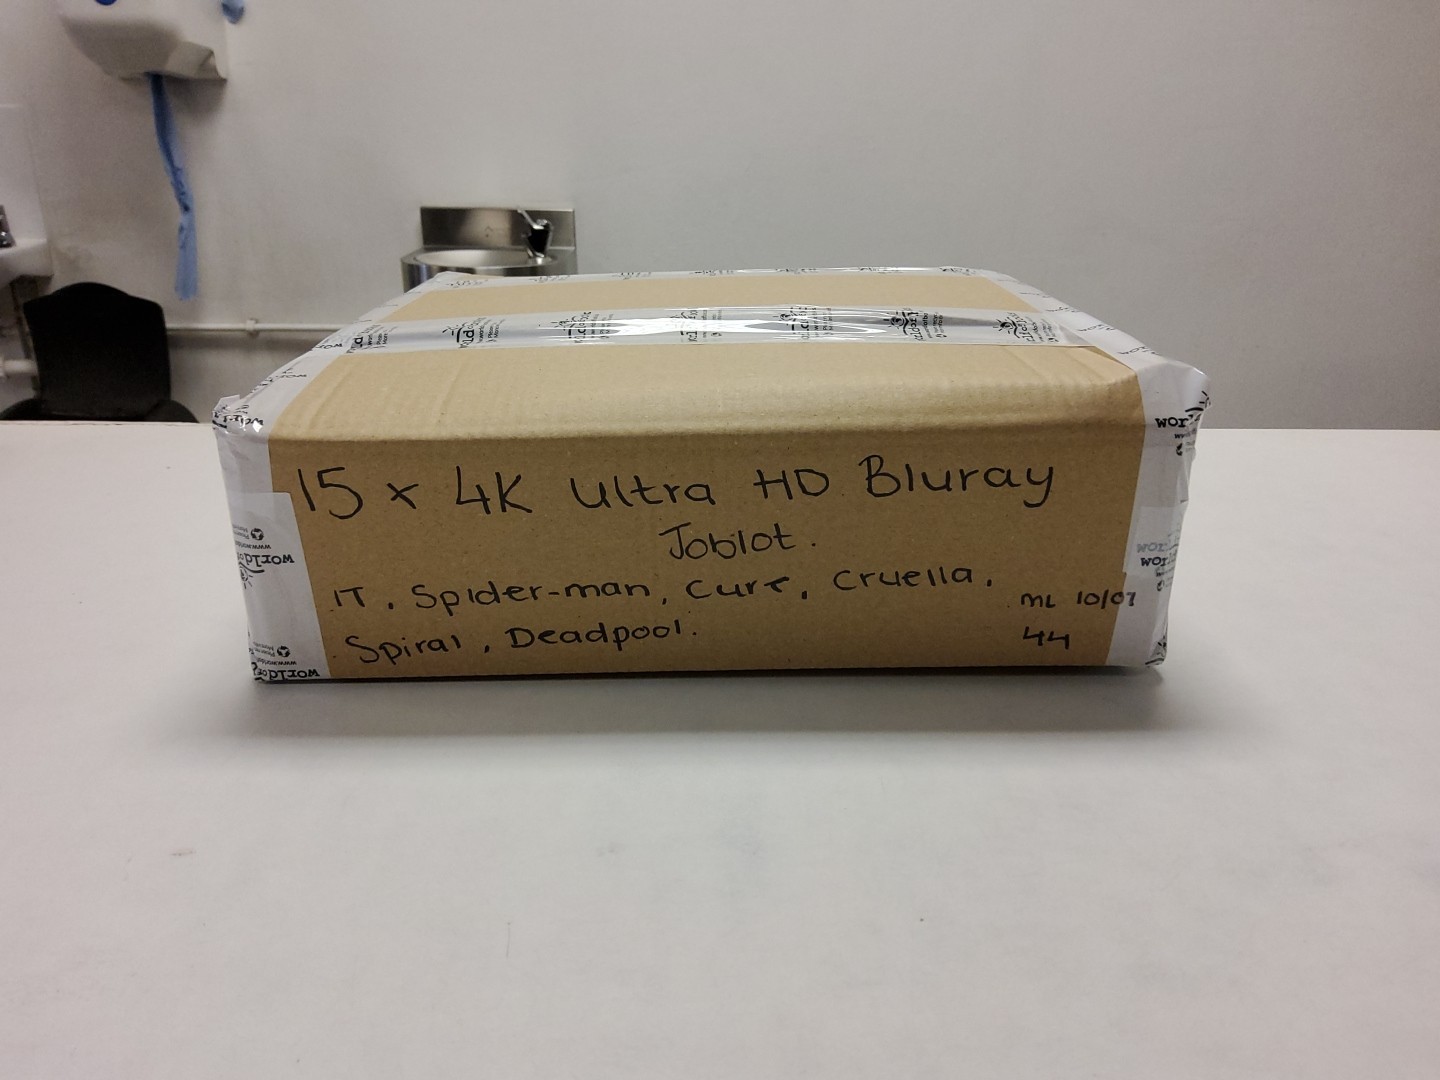 15 x 4K Ultra HD Bluray
Joblot.
IT, Spider-man, Cure, Cruella,
Spiral, Deadpool.
ML 10/07
44